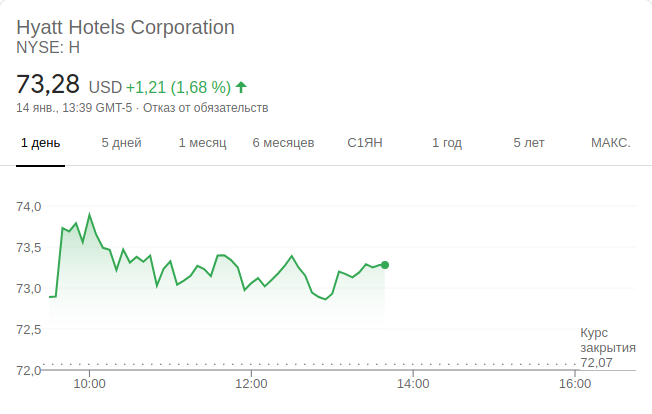 Hyatt Hotels Corporation
NYSE: H
73,28 USD +1,21 (1,68 %)
14 янв., 13:39 GMT-5 · Отказ от обязательств
1 день 5 дней 1 месяц 6 месяцев С1ЯН 1 год 5 лет МАКС.
74,0
73,5
73,0
72,5
Курс
закрытия
72,07
72,0
10:00 12:00 14:00 16:00